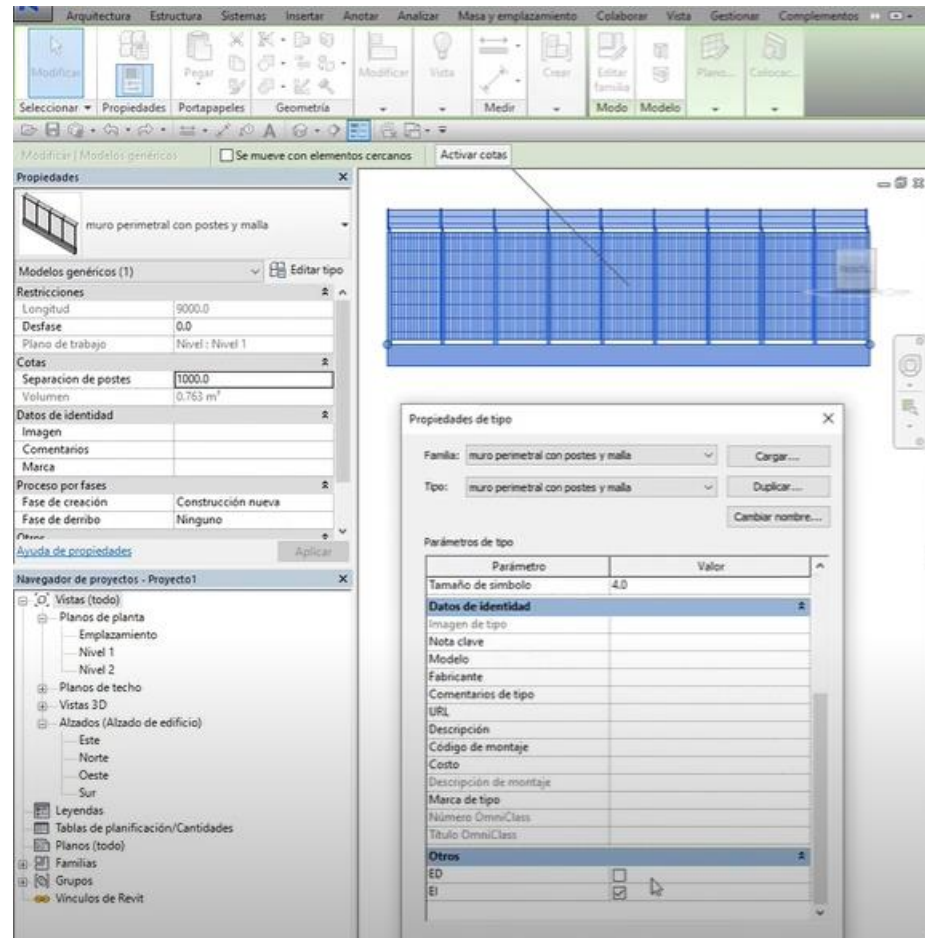 Arquitectura Estructura Sistemas Insertar Anotar Analizar Masa y emplazamiento Colaborar Vista Gestionar Complementos
Modificar Pegar Modificar Vista Crear Editar familia Plano... Colocac...
Seleccionar Propiedades Portapapeles Geometría Medir Modo Modelo
Modificar | Modelos genéricos Se mueve con elementos cercanos Activar cotas
Propiedades
muro perimetral con postes y malla
Modelos genéricos (1) Editar tipo
Restricciones
Longitud 9000.0
Desfase 0.0
Plano de trabajo Nivel : Nivel 1
Cotas
Separacion de postes 1000.0
Volumen 0.763 m³
Datos de identidad
Imagen
Comentarios
Marca
Proceso por fases
Fase de creación Construcción nueva
Fase de derribo Ninguno
Otros
Ayuda de propiedades Aplicar
Navegador de proyectos - Proyecto1
Vistas (todo)
Planos de planta
Emplazamiento
Nivel 1
Nivel 2
Planos de techo
Vistas 3D
Alzados (Alzado de edificio)
Este
Norte
Oeste
Sur
Leyendas
Tablas de planificación/Cantidades
Planos (todo)
Familias
Grupos
Vínculos de Revit
Propiedades de tipo
Familia: muro perimetral con postes y malla Cargar...
Tipo: muro perimetral con postes y malla Duplicar...
Cambiar nombre...
Parámetros de tipo
Parámetro Valor
Tamaño de simbolo 4.0
Datos de identidad
Imagen de tipo
Nota clave
Modelo
Fabricante
Comentarios de tipo
URL
Descripción
Código de montaje
Costo
Descripción de montaje
Marca de tipo
Número OmniClass
Título OmniClass
Otros
ED
EI